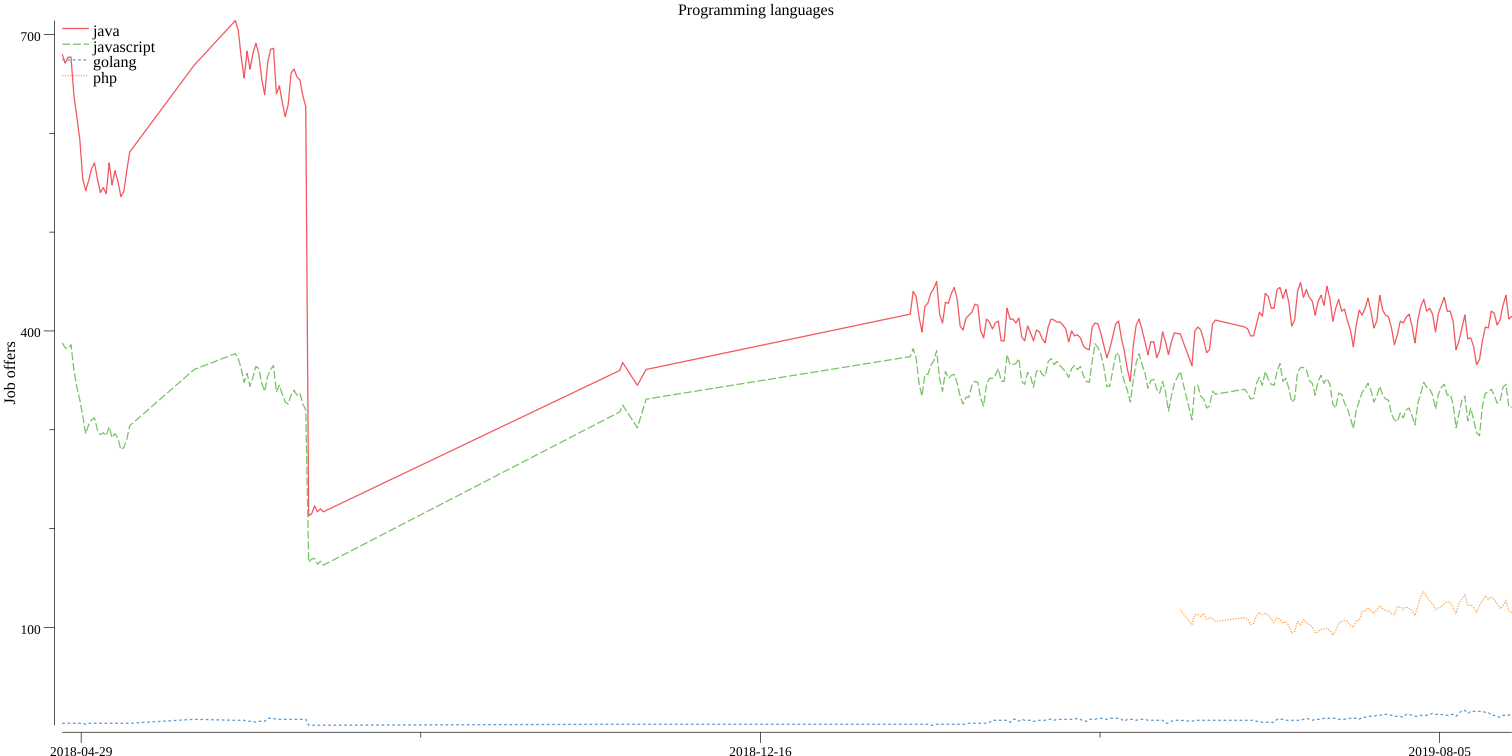 Programming languages
java
javascript
golang
php
700
400
100
Job offers
2018-04-29
2018-12-16
2019-08-05